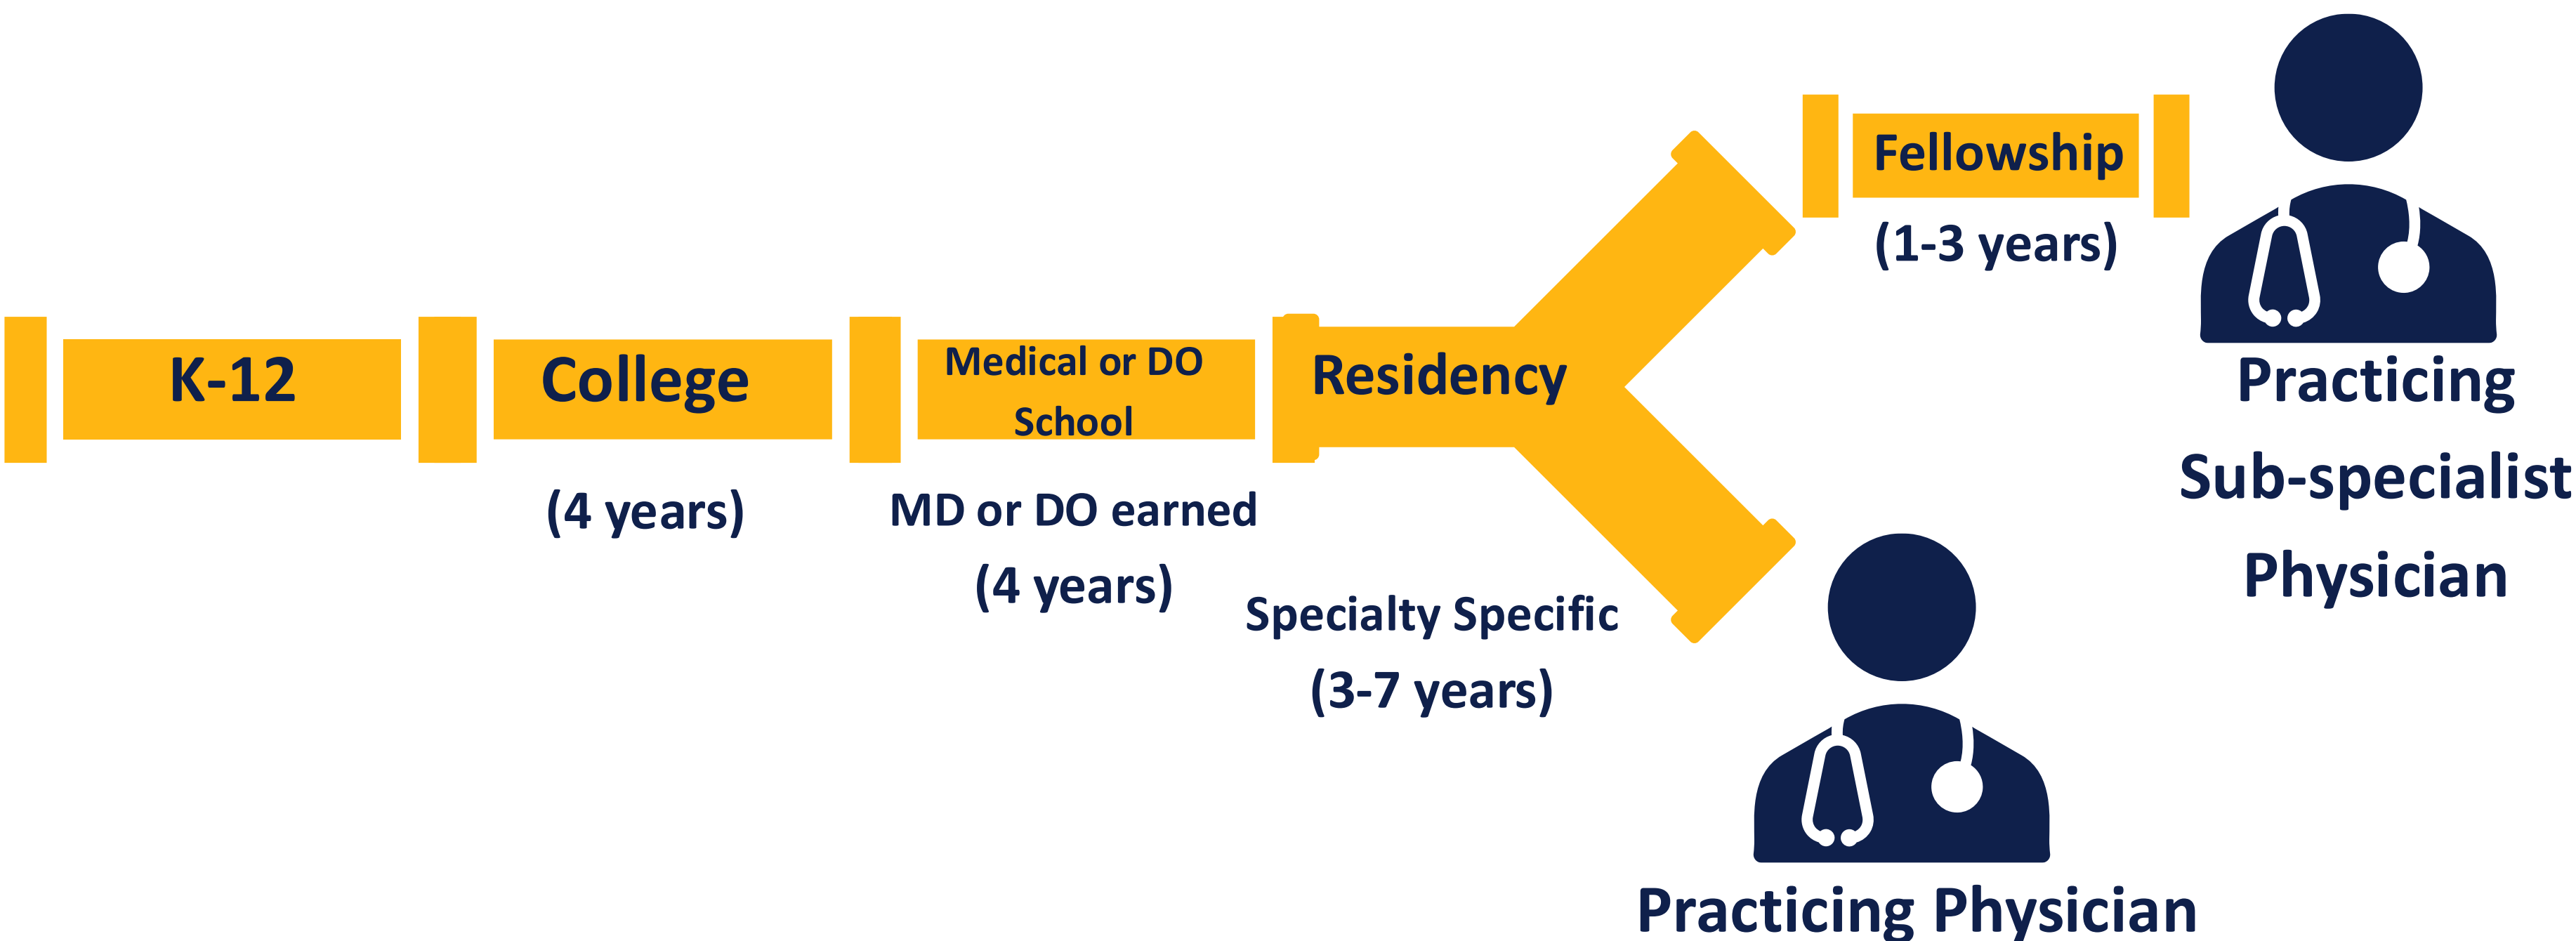 K-12
College
(4 years)
Medical or DO
School
MD or DO earned
(4 years)
Residency
Specialty Specific
(3-7 years)
Fellowship
(1-3 years)
Practicing
Sub-specialist
Physician
Practicing Physician